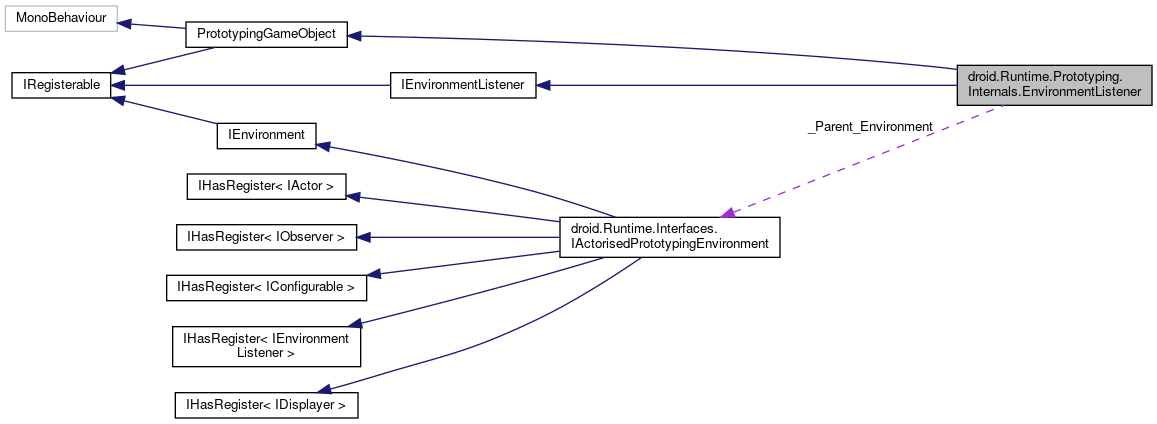 MonoBehaviour
PrototypingGameObject
droid.Runtime.Prototyping.
Internals.EnvironmentListener
IRegisterable
IEnvironmentListener
_Parent_Environment
IEnvironment
IHasRegister< IActor >
droid.Runtime.Interfaces.
IActorisedPrototypingEnvironment
IHasRegister< IObserver >
IHasRegister< IConfigurable >
IHasRegister< IEnvironment
Listener >
IHasRegister< IDisplayer >